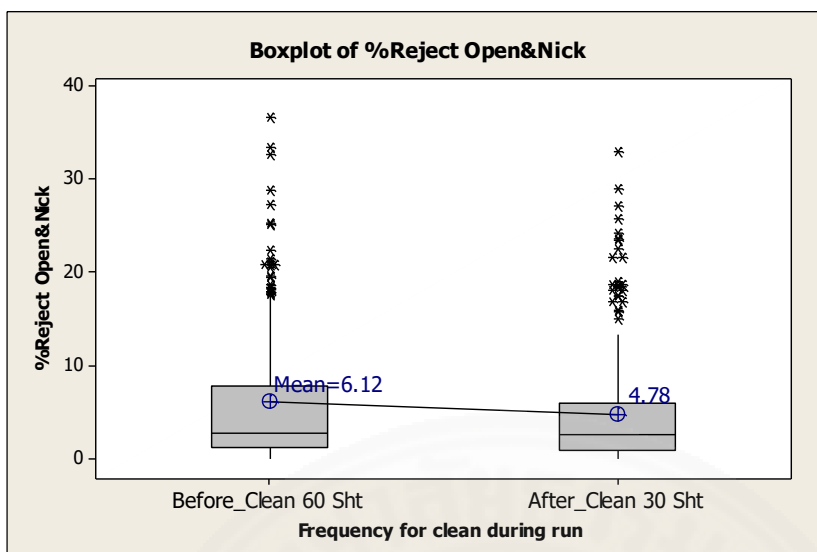 Boxplot of %Reject Open&Nick
%Reject Open&Nick
40
30
20
10
0
Mean=6.12
4.78
Before_Clean 60 Sht
After_Clean 30 Sht
Frequency for clean during run